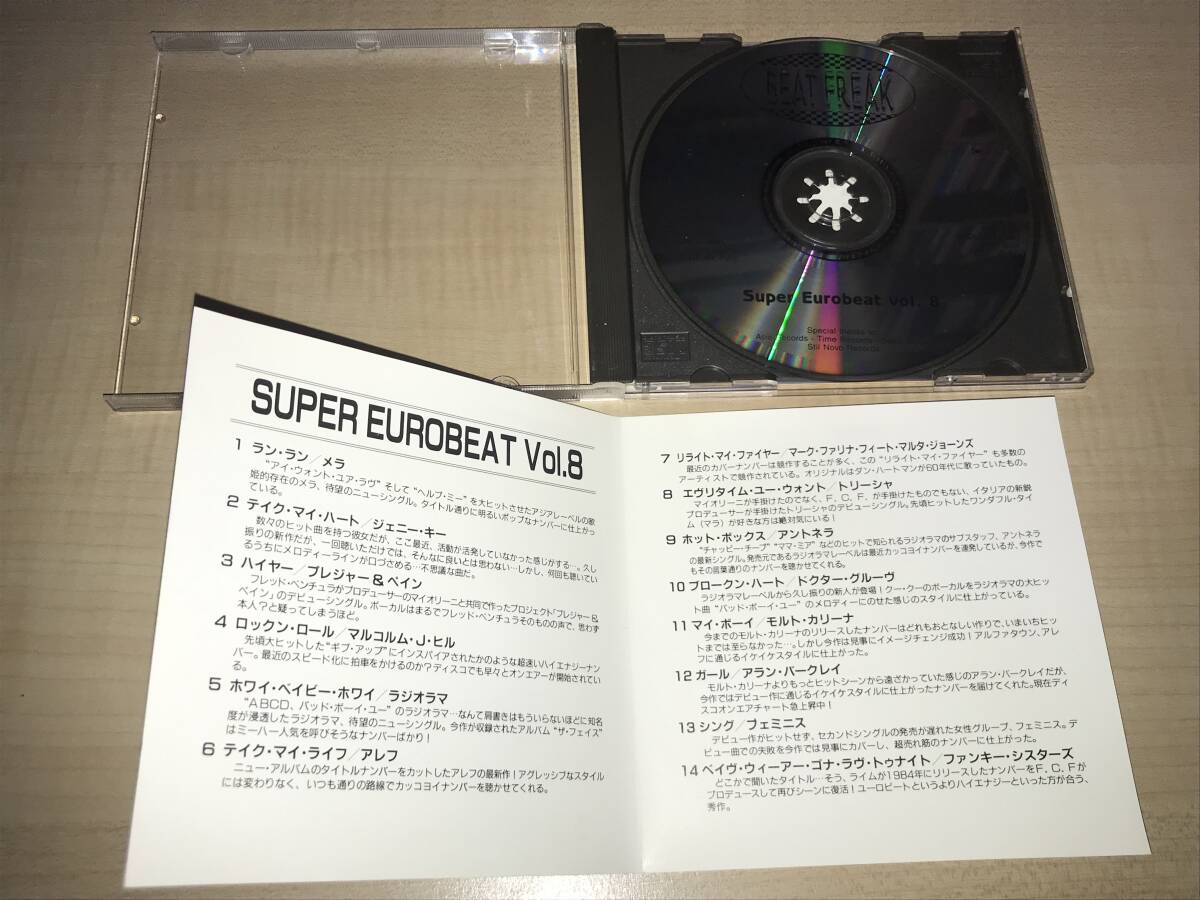 BEAT FREAK
Super Eurobeat vol. 8
Special thanks to:
Records - Time Records
Stil Novo Records
SUPER EUROBEAT Vol.8
1 ラン・ラン/メラ
"アイ・ウォント・ユア・ラヴ" そして "ヘルプ・ミー" を大ヒットさせたアジアレーベルの歌
姫的存在のメラ、待望のニューシングル。タイトル通りに明るいポップなナンバーに仕上がっ
ている。
2 テイク・マイ・ハート/ジェニー・キー
数々のヒット曲を持つ彼女だが、ここ最近、活動が活発していなかった感じがする…。久し
振りの新作だが、一回聴いただけでは、そんなに良いとは思わない…しかし、何回も聴いてい
るうちにメロディーラインが口づさめる…不思議な曲だ。
3 ハイヤー/プレジャー&ペイン
フレッド・ベンチュラがプロデューサーのマイオリーニと共同で作ったプロジェクト「プレジャー&
ペイン」のデビューシングル。ボーカルはまるでフレッド・ベンチュラそのものの声で、思わず
本人?と疑ってしまうほど。
4 ロックン・ロール/マルコルム・J・ヒル
先頃大ヒットした "ギブ・アップ" にインスパイアされたかのような超速いハイエナジーナン
バー。最近のスピード化に拍車をかけるのか?ディスコでも早々とオンエアーが開始されてい
る。
5 ホワイ・ベイビー・ホワイ/ラジオラマ
"ABCD、バッド・ボーイ・ユー" のラジオラマ…なんて肩書きはもういらないほどに知名
度が浸透したラジオラマ、待望のニューシングル。今作が収録されたアルバム "ザ・フェイス"
はミーハー人気を呼びそうなナンバーばかり!
6 テイク・マイ・ライフ/アレフ
ニュー・アルバムのタイトルナンバーをカットしたアレフの最新作!アグレッシブなスタイル
には変わりなく、いつも通りの路線でカッコヨイナンバーを聴かせてくれる。
7 リライト・マイ・ファイヤー/マーク・ファリナ・フィート・マルタ・ジョーンズ
最近のカバーナンバーは競作することが多く、この "リライト・マイ・ファイヤー" も多数の
アーティストで競作されている。オリジナルはダン・ハートマンが60年代に歌っていたもの。
8 エヴリタイム・ユー・ウォント/トリーシャ
マイオリーニが手掛けたのでなく、F. C. F. が手掛けたものでもない、イタリアの新鋭
プロデューサーが手掛けたトリーシャのデビューシングル。先頃ヒットしたワンダフル・タイ
ム(マラ)が好きな方は絶対気にいる!
9 ホット・ボックス/アントネラ
"チャッピー・チープ" "ママ・ミア" などのヒットで知られるラジオラマのサブスタッフ、アントネラ
の最新シングル。発売元であるラジオラマレーベルは最近カッコヨイナンバーを連発しているが、今作で
もその言葉通りのナンバーを聴かせてくれる。
10 ブロークン・ハート/ドクター・グルーヴ
ラジオラマレーベルから久し振りの新人が登場!クー・クーのボーカルをラジオラマの大ヒッ
ト曲 "バッド・ボーイ・ユー" のメロディーにのせた感じのスタイルに仕上がっている。
11 マイ・ボーイ/モルト・カリーナ
今までのモルト・カリーナのリリースしたナンバーはどれもおとなしい作りで、いまいちヒッ
トまでは至らなかった…。しかし今作は見事にイメージチェンジ成功!アルファタウン、アレ
フに通じるイケイケスタイルに仕上がった。
12 ガール/アラン・バークレイ
モルト・カリーナよりもっとヒットシーンから遠ざかっていた感じのアラン・バークレイだが、
今作ではデビュー作に通じるイケイケスタイルに仕上がったナンバーを届けてくれた。現在ディ
スコオンエアチャート急上昇中!
13 シング/フェミニス
デビュー作がヒットせず、セカンドシングルの発売が遅れた女性グループ、フェミニス。デ
ビュー曲での失敗を今作では見事にカバーし、超売れ筋のナンバーに仕上がった。
14 ベイヴ・ウィーアー・ゴナ・ラヴ・トゥナイト/ファンキー・シスターズ
どこかで聞いたタイトル…そう、ライムが1984年にリリースしたナンバーをF. C. Fが
プロデュースして再びシーンに復活!ユーロビートというよりハイエナジーといった方が合う、
秀作。